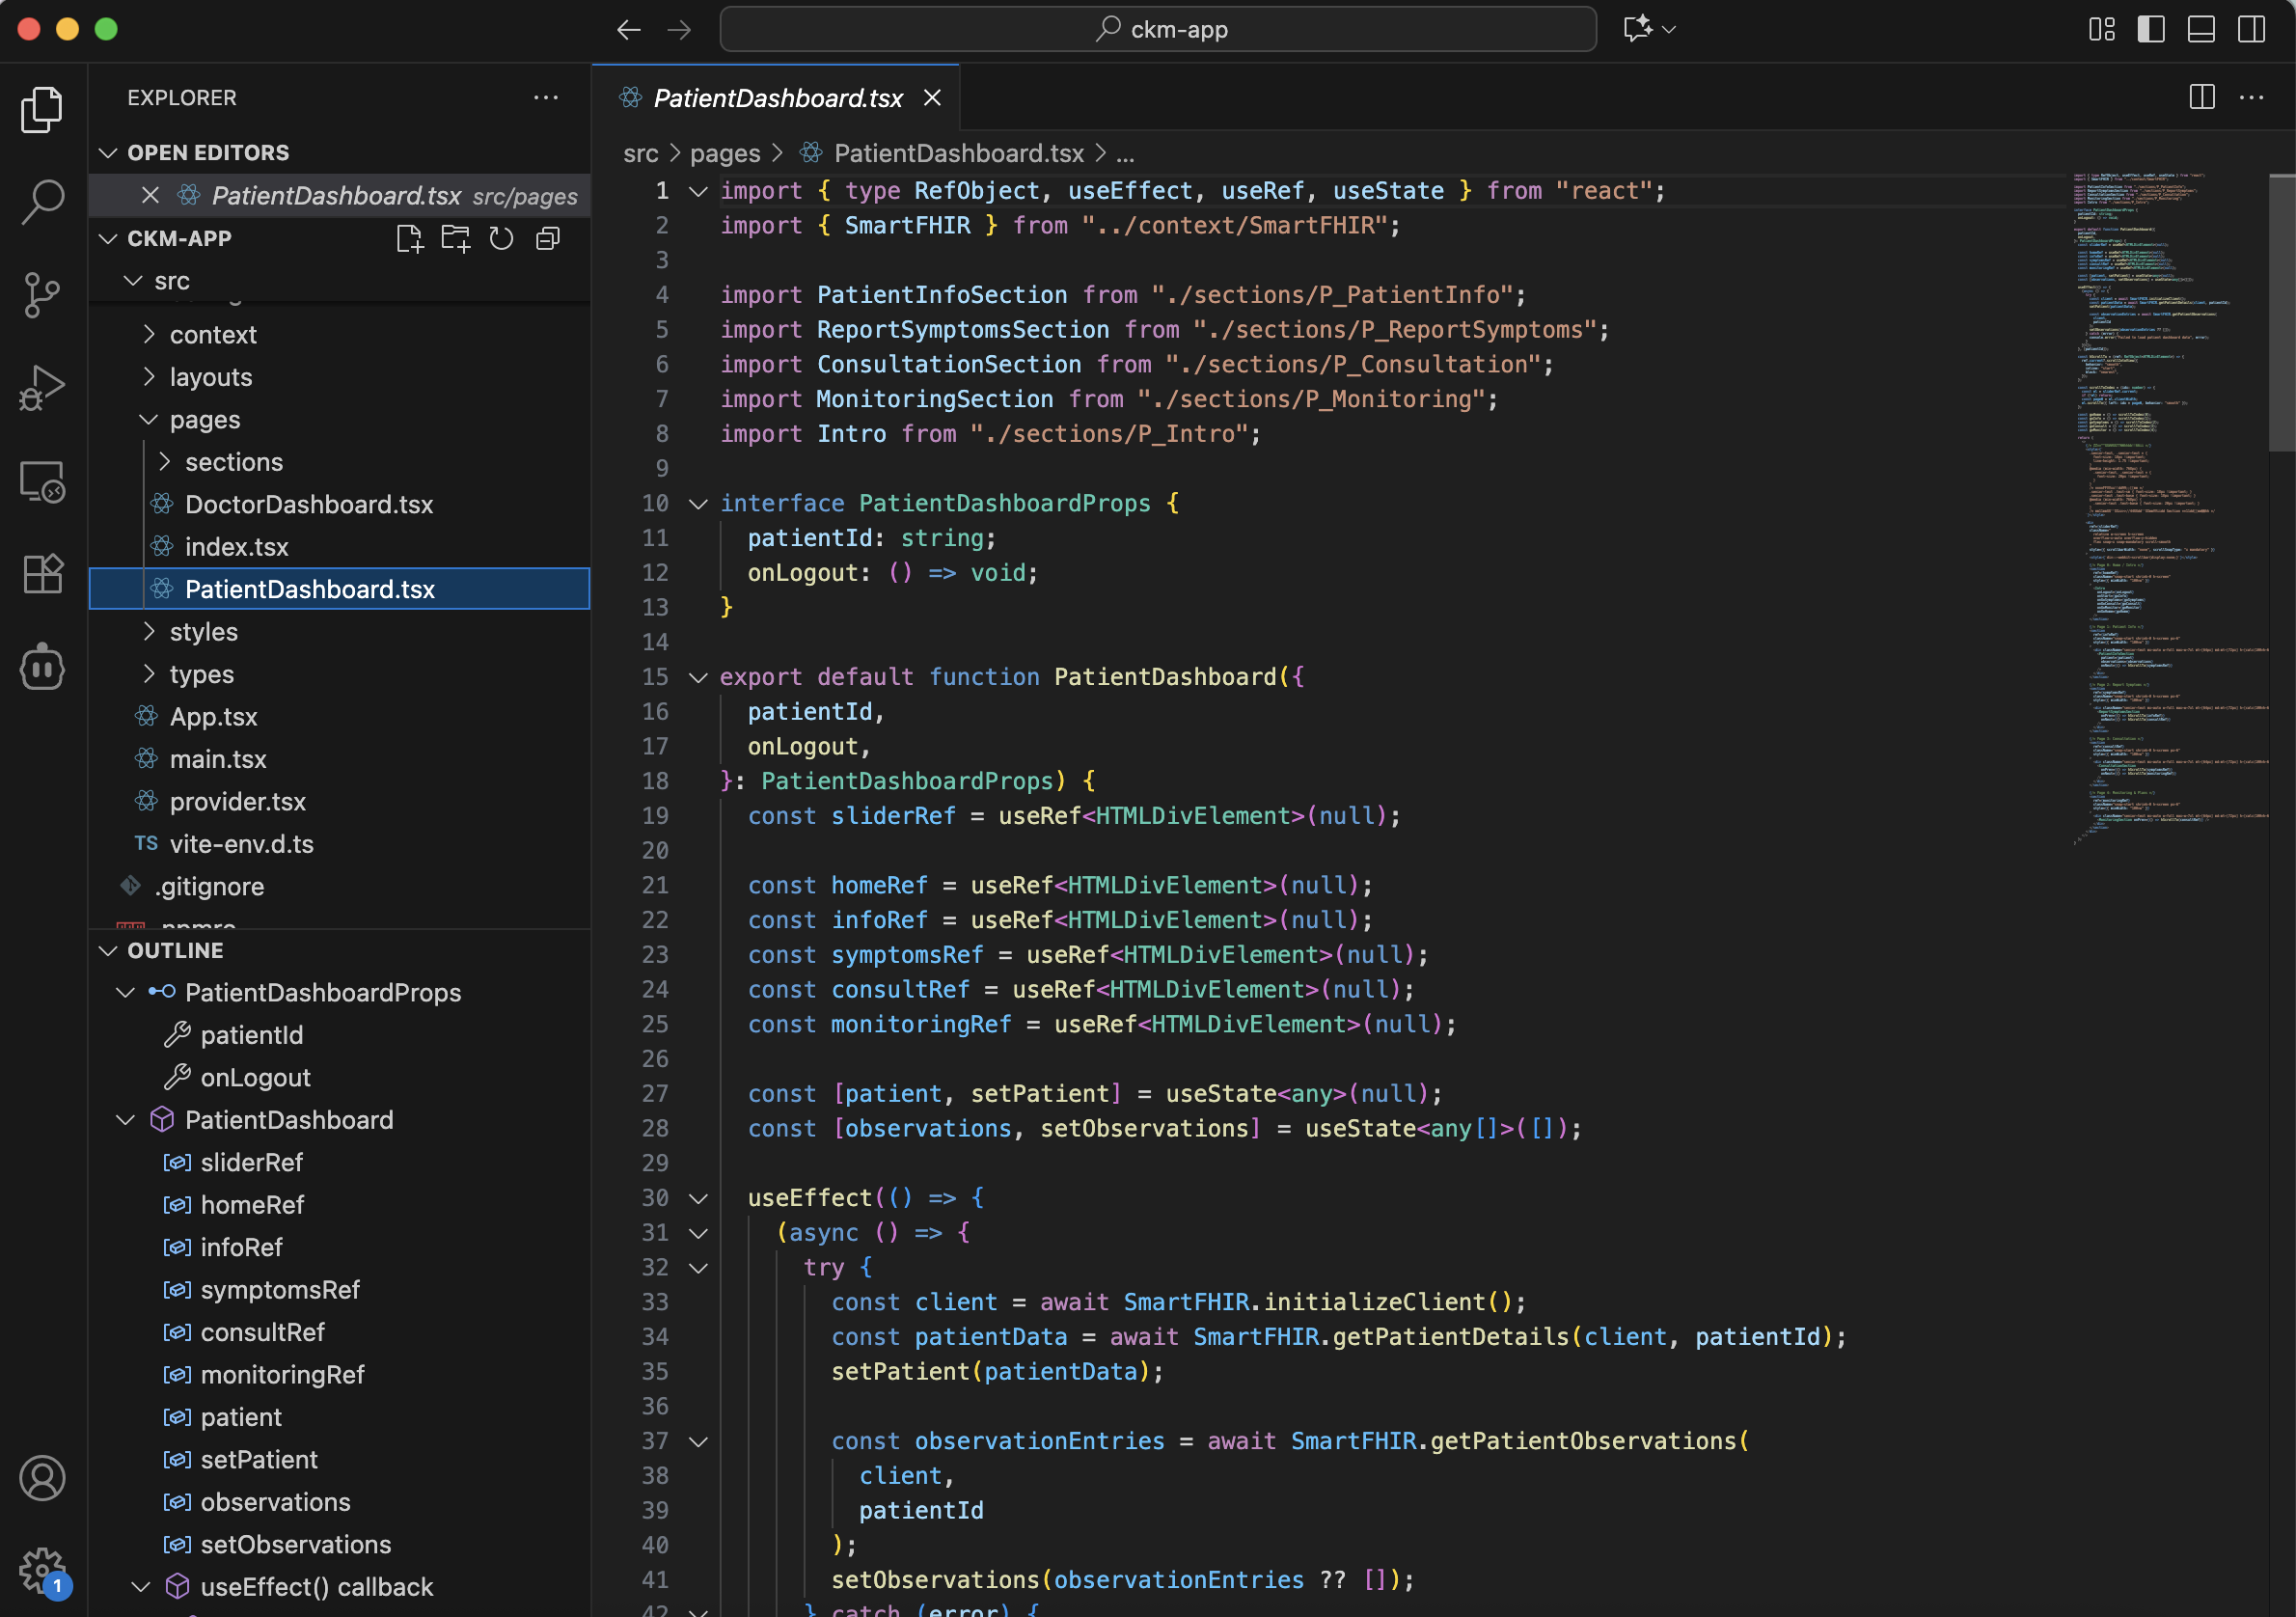 ckm-app
EXPLORER
OPEN EDITORS
PatientDashboard.tsx src/pages
CKM-APP
src
context
layouts
pages
sections
DoctorDashboard.tsx
index.tsx
PatientDashboard.tsx
styles
types
App.tsx
main.tsx
provider.tsx
TS vite-env.d.ts
.gitignore
OUTLINE
PatientDashboardProps
patientId
onLogout
PatientDashboard
sliderRef
homeRef
infoRef
symptomsRef
consultRef
monitoringRef
patient
setPatient
observations
setObservations
useEffect() callback
1
PatientDashboard.tsx
src > pages > PatientDashboard.tsx > ...
1 import { type RefObject, useEffect, useRef, useState } from "react";
2 import { SmartFHIR } from "../context/SmartFHIR";
3
4 import PatientInfoSection from "./sections/P_PatientInfo";
5 import ReportSymptomsSection from "./sections/P_ReportSymptoms";
6 import ConsultationSection from "./sections/P_Consultation";
7 import MonitoringSection from "./sections/P_Monitoring";
8 import Intro from "./sections/P_Intro";
9
10 interface PatientDashboardProps {
11 patientId: string;
12 onLogout: () => void;
13 }
14
15 export default function PatientDashboard({
16 patientId,
17 onLogout,
18 }: PatientDashboardProps) {
19 const sliderRef = useRef<HTMLDivElement>(null);
20
21 const homeRef = useRef<HTMLDivElement>(null);
22 const infoRef = useRef<HTMLDivElement>(null);
23 const symptomsRef = useRef<HTMLDivElement>(null);
24 const consultRef = useRef<HTMLDivElement>(null);
25 const monitoringRef = useRef<HTMLDivElement>(null);
26
27 const [patient, setPatient] = useState<any>(null);
28 const [observations, setObservations] = useState<any[]>([]);
29
30 useEffect(() => {
31 (async () => {
32 try {
33 const client = await SmartFHIR.initializeClient();
34 const patientData = await SmartFHIR.getPatientDetails(client, patientId);
35 setPatient(patientData);
36
37 const observationEntries = await SmartFHIR.getPatientObservations(
38 client,
39 patientId
40 );
41 setObservations(observationEntries ?? []);
42 } catch (error) {